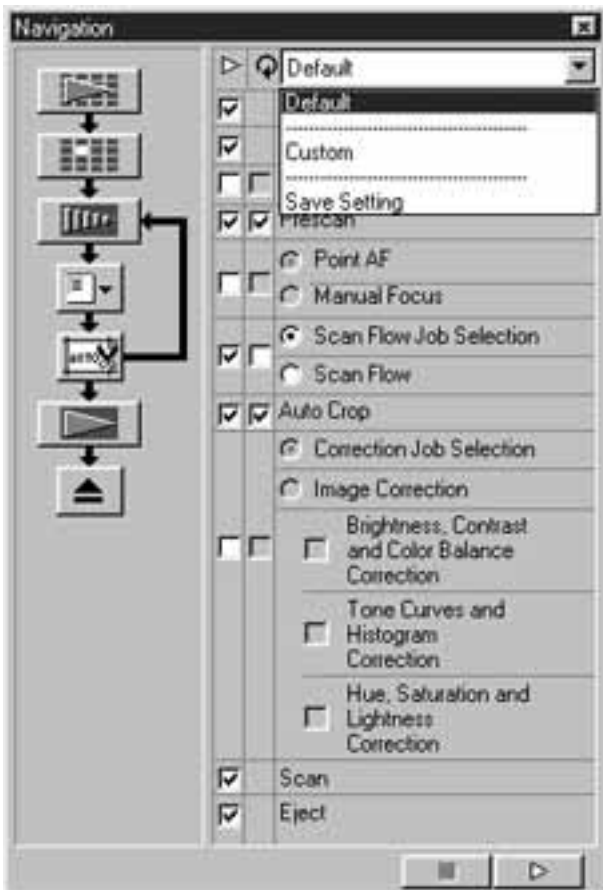 Navigation
Default
Default
Custom
Save Setting
Prescan
Point AF
Manual Focus
Scan Flow Job Selection
Scan Flow
Auto Crop
Correction Job Selection
Image Correction
Brightness, Contrast
and Color Balance
Correction
Tone Curves and
Histogram
Correction
Hue, Saturation and
Lightness
Correction
Scan
Eject